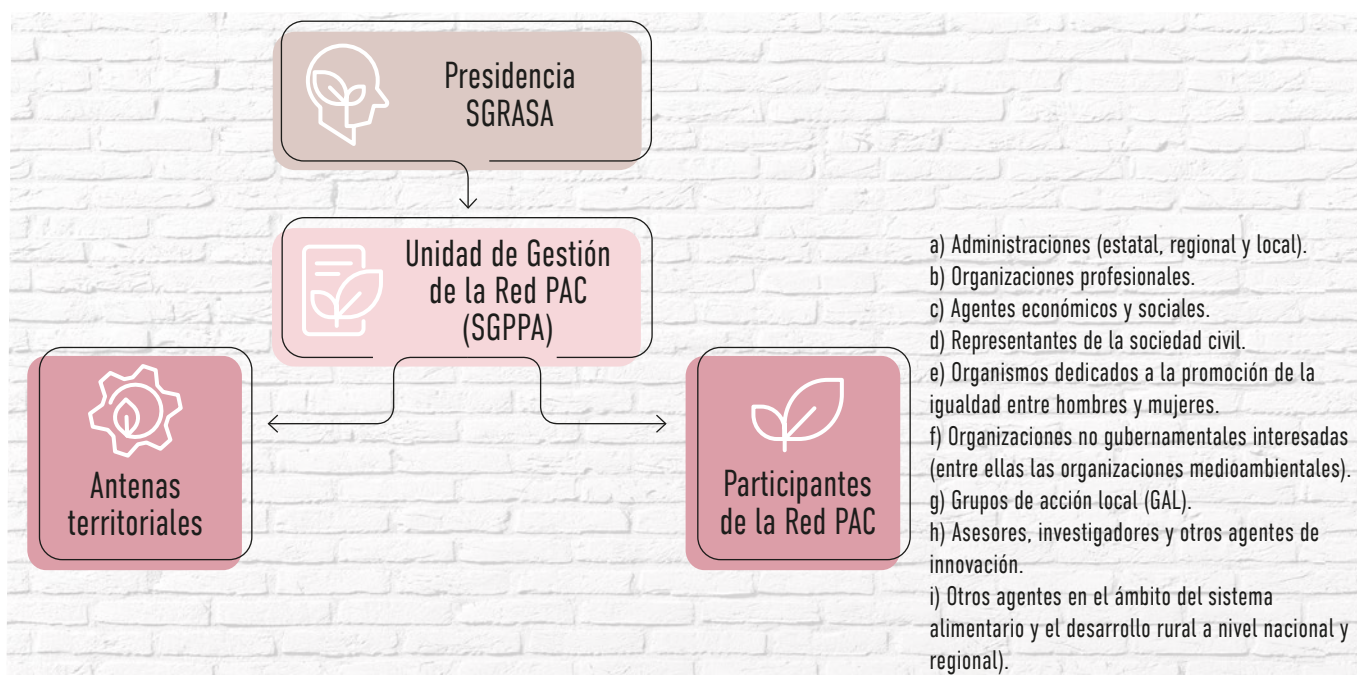 Presidencia
SGRASA
Unidad de Gestión
de la Red PAC
(SGPPA)
Antenas
territoriales
Participantes
de la Red PAC
a) Administraciones (estatal, regional y local).
b) Organizaciones profesionales.
c) Agentes económicos y sociales.
d) Representantes de la sociedad civil.
e) Organismos dedicados a la promoción de la
igualdad entre hombres y mujeres.
f) Organizaciones no gubernamentales interesadas
(entre ellas las organizaciones medioambientales).
g) Grupos de acción local (GAL).
h) Asesores, investigadores y otros agentes de
innovación.
i) Otros agentes en el ámbito del sistema
alimentario y el desarrollo rural a nivel nacional y
regional).